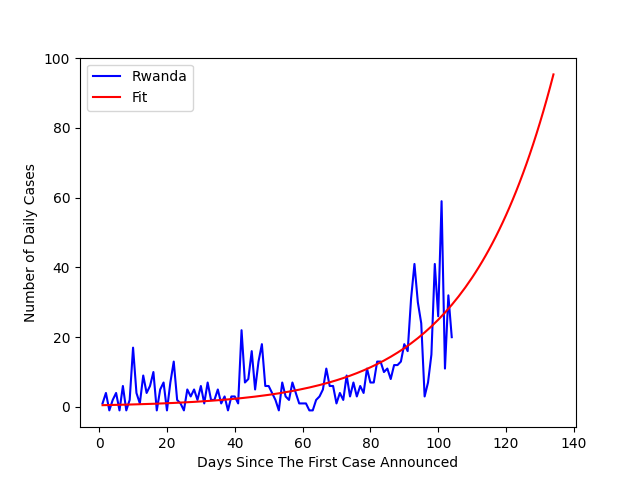 Rwanda
Fit
100
80
60
40
20
0
Number of Daily Cases
0 20 40 60 80 100 120 140
Days Since The First Case Announced